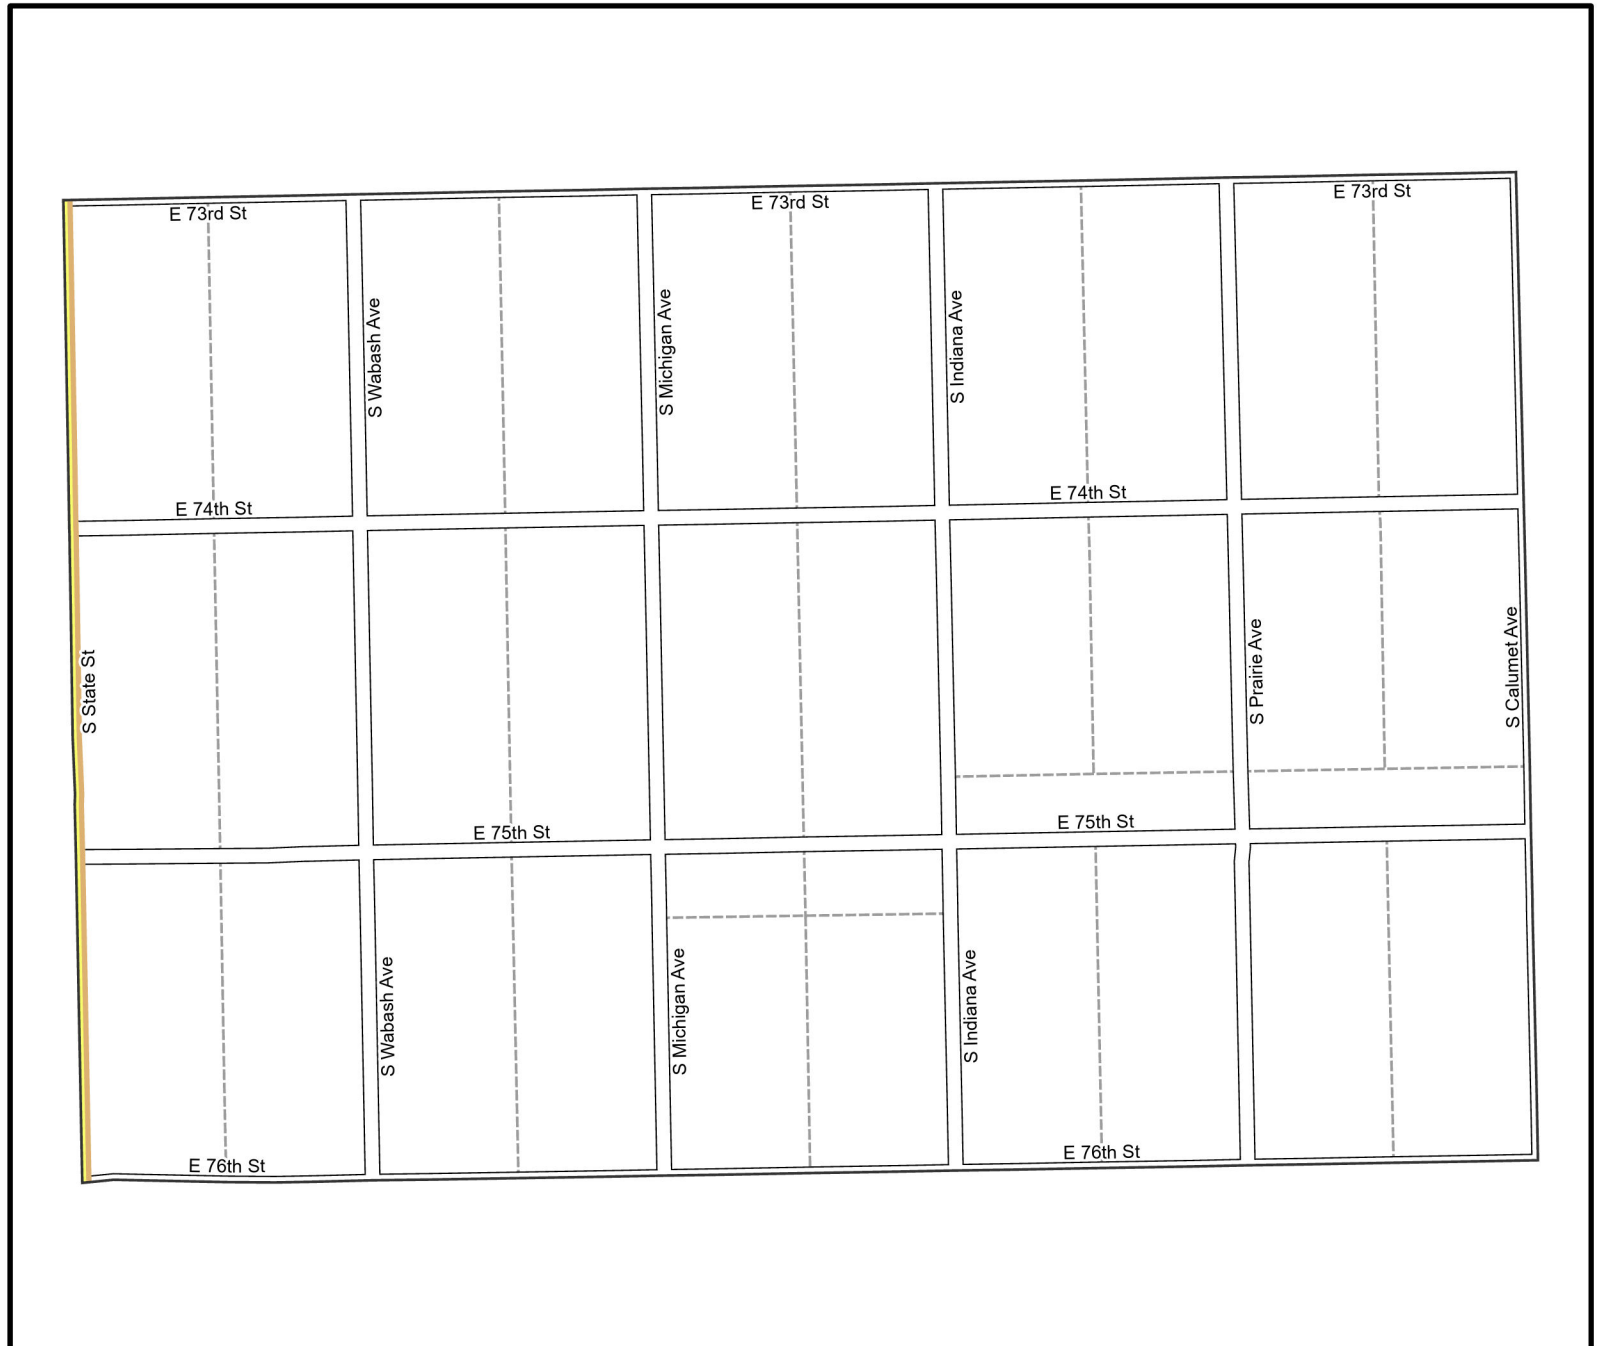 E 73rd St
E 73rd St
E 73rd St
S Wabash Ave
S Michigan Ave
S Indiana Ave
E 74th St
E 74th St
S State St
S Prairie Ave
S Calumet Ave
E 75th St
E 75th St
S Wabash Ave
S Michigan Ave
S Indiana Ave
E 76th St
E 76th St